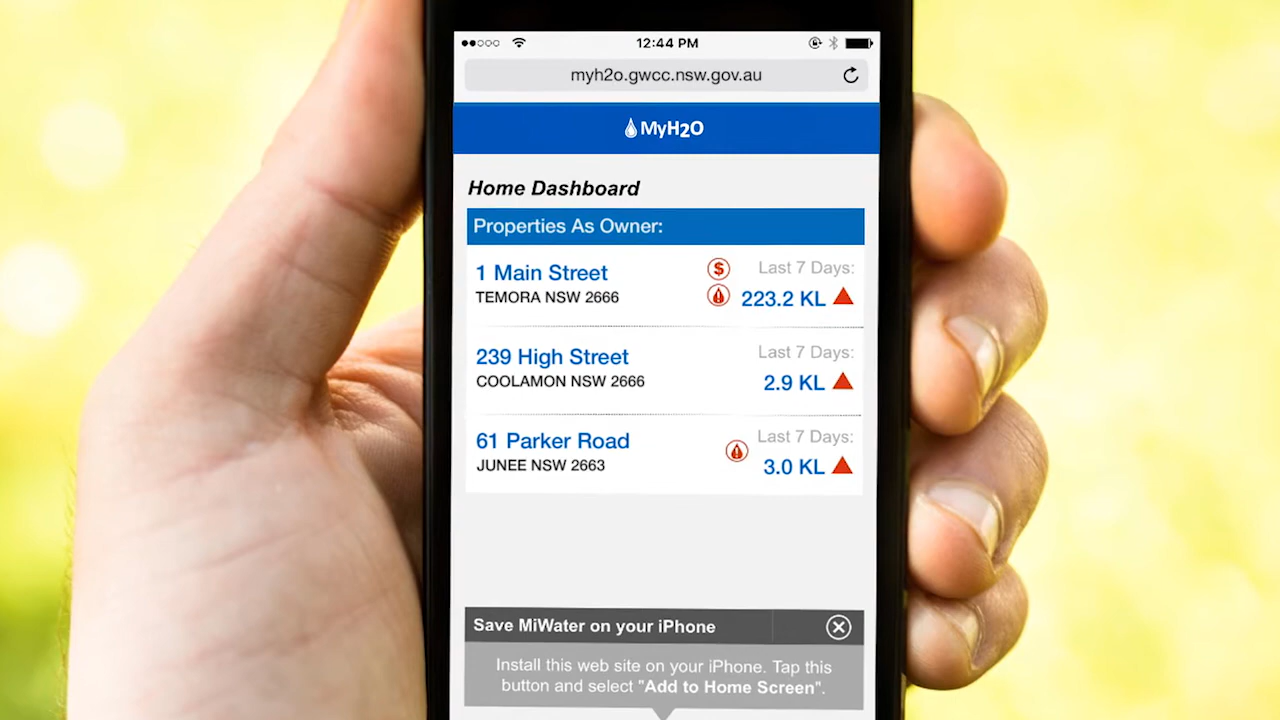 12:44 PM
myh2o.gwcc.nsw.gov.au
MyH2O
Home Dashboard
Properties As Owner:
1 Main Street
$
Last 7 Days:
TEMORA NSW 2666
223.2 KL
239 High Street
Last 7 Days:
COOLAMON NSW 2666
2.9 KL
61 Parker Road
Last 7 Days:
JUNEE NSW 2663
3.0 KL
Save MiWater on your iPhone
Install this web site on your iPhone. Tap this
button and select "Add to Home Screen".